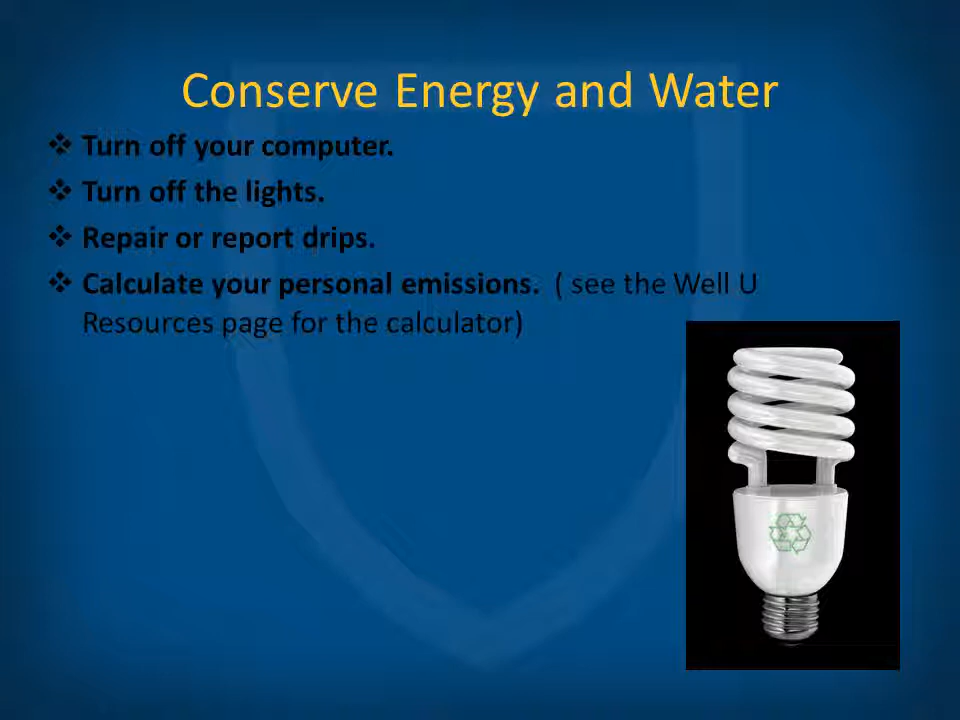 Conserve Energy and Water
❖ Turn off your computer.
❖ Turn off the lights.
❖ Repair or report drips.
❖ Calculate your personal emissions.  ( see the Well U
Resources page for the calculator)